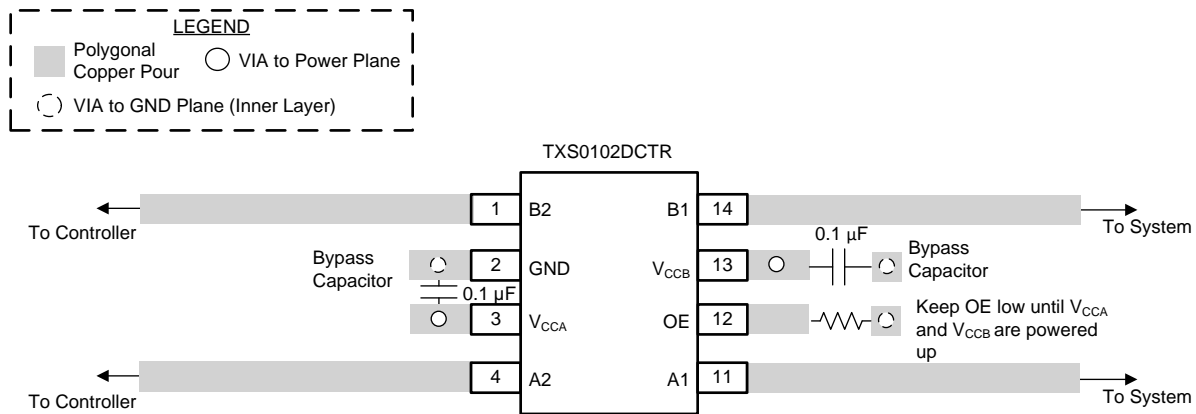 LEGEND
Polygonal
Copper Pour
VIA to Power Plane
VIA to GND Plane (Inner Layer)
TXS0102DCTR
To Controller
1
B2
B1
14
To System
Bypass
Capacitor
2
GND
0.1 µF
3
VCCA
VCCB
13
0.1 µF
Bypass
Capacitor
OE
12
Keep OE low until VCCA
and VCCB are powered
up
To Controller
4
A2
A1
11
To System